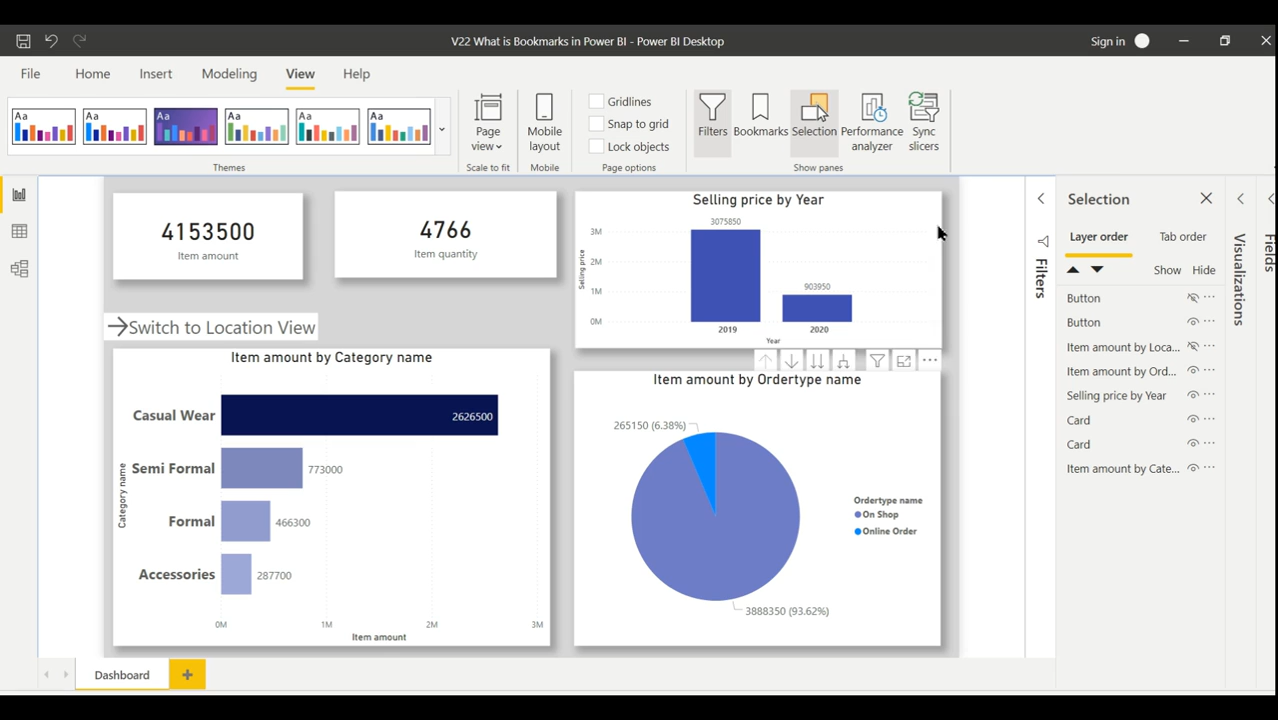 V22 What is Bookmarks in Power BI - Power BI Desktop
Sign in
File
Home
Insert
Modeling
View
Help
Aa
Aa
Aa
Aa
Aa
Aa
Page
view
Mobile
layout
Gridlines
Snap to grid
Lock objects
Filters
Bookmarks
Selection
Performance
analyzer
Sync
slicers
Themes
Scale to fit
Mobile
Page options
Show panes
4153500
Item amount
4766
Item quantity
Switch to Location View
Selling price by Year
Selling price
3M
2M
1M
0M
3075850
903950
2019
2020
Year
Item amount by Category name
Category name
Casual Wear
2626500
Semi Formal
773000
Formal
466300
Accessories
287700
0M
1M
2M
3M
Item amount
Item amount by Ordertype name
265150 (6.38%)
3888350 (93.62%)
Ordertype name
On Shop
Online Order
Filters
Selection
Layer order
Tab order
Show
Hide
Button
Button
Item amount by Loca...
Item amount by Ord...
Selling price by Year
Card
Card
Item amount by Cate...
Visualizations
Fields
Dashboard